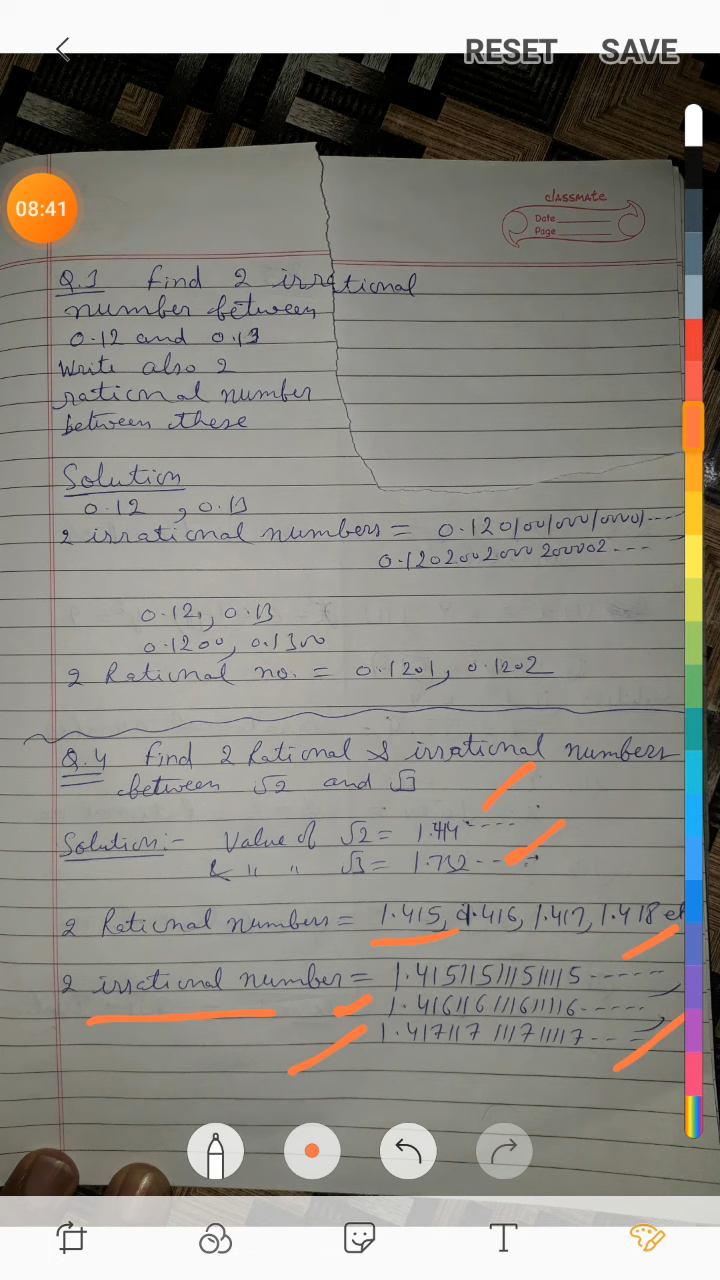 RESET SAVE
08:41
classmate
Date
Page
Q.1 Find 2 irrational
number between
0.12 and 0.13
Write also 2
rational number
between these
Solution
0.12 , 0.13
2 irrational numbers = 0.1201001000100001----
0.120200200020002---
0.12, 0.13
0.1200, 0.1300
2 Rational no. = 0.1201, 0.1202
Q.4 Find 2 Rational & irrational numbers
between √2 and √3
Solution:- Value of √2 = 1.414----
& " " √3 = 1.732---
2 Rational numbers = 1.415, 1.416, 1.417, 1.418 et
2 irrational number = 1.41511511151115-----
1.41611611161116-----
1.41711711171117---
T